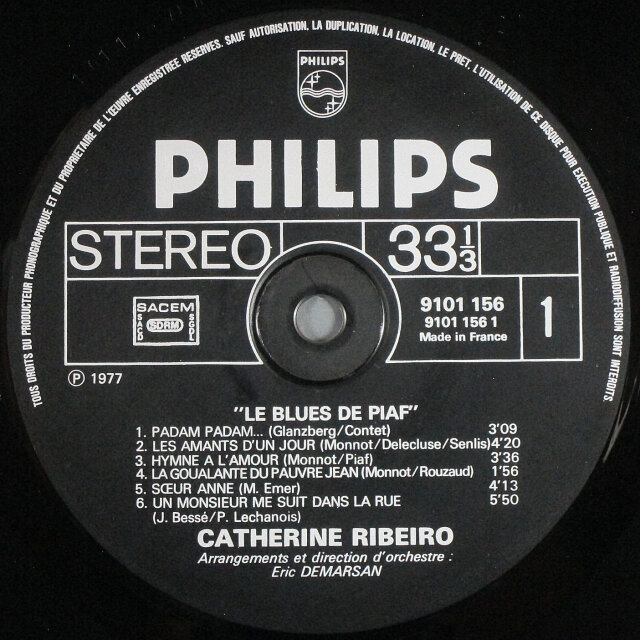 TOUS DROITS DU PRODUCTEUR PHONOGRAPHIQUE ET DU PROPRIETAIRE DE L'ŒUVRE ENREGISTREE RESERVES. SAUF AUTORISATION, LA DUPLICATION, LA LOCATION, LE PRET, L'UTILISATION DE CE DISQUE POUR EXECUTION PUBLIQUE ET RADIODIFFUSION SONT INTERDITS
PHILIPS
PHILIPS
STEREO 33⅓
SACEM
SACD SDRM SGDL
9101 156
9101 156 1
Made in France
1
Ⓟ 1977
"LE BLUES DE PIAF"
1. PADAM PADAM... (Glanzberg/Contet) 3'09
2. LES AMANTS D'UN JOUR (Monnot/Delecluse/Senlis) 4'20
3. HYMNE A L'AMOUR (Monnot/Piaf) 3'36
4. LA GOUALANTE DU PAUVRE JEAN (Monnot/Rouzaud) 1'56
5. SŒUR ANNE (M. Emer) 4'13
6. UN MONSIEUR ME SUIT DANS LA RUE 5'50
(J. Bessé/P. Lechanois)
CATHERINE RIBEIRO
Arrangements et direction d'orchestre :
Eric DEMARSAN